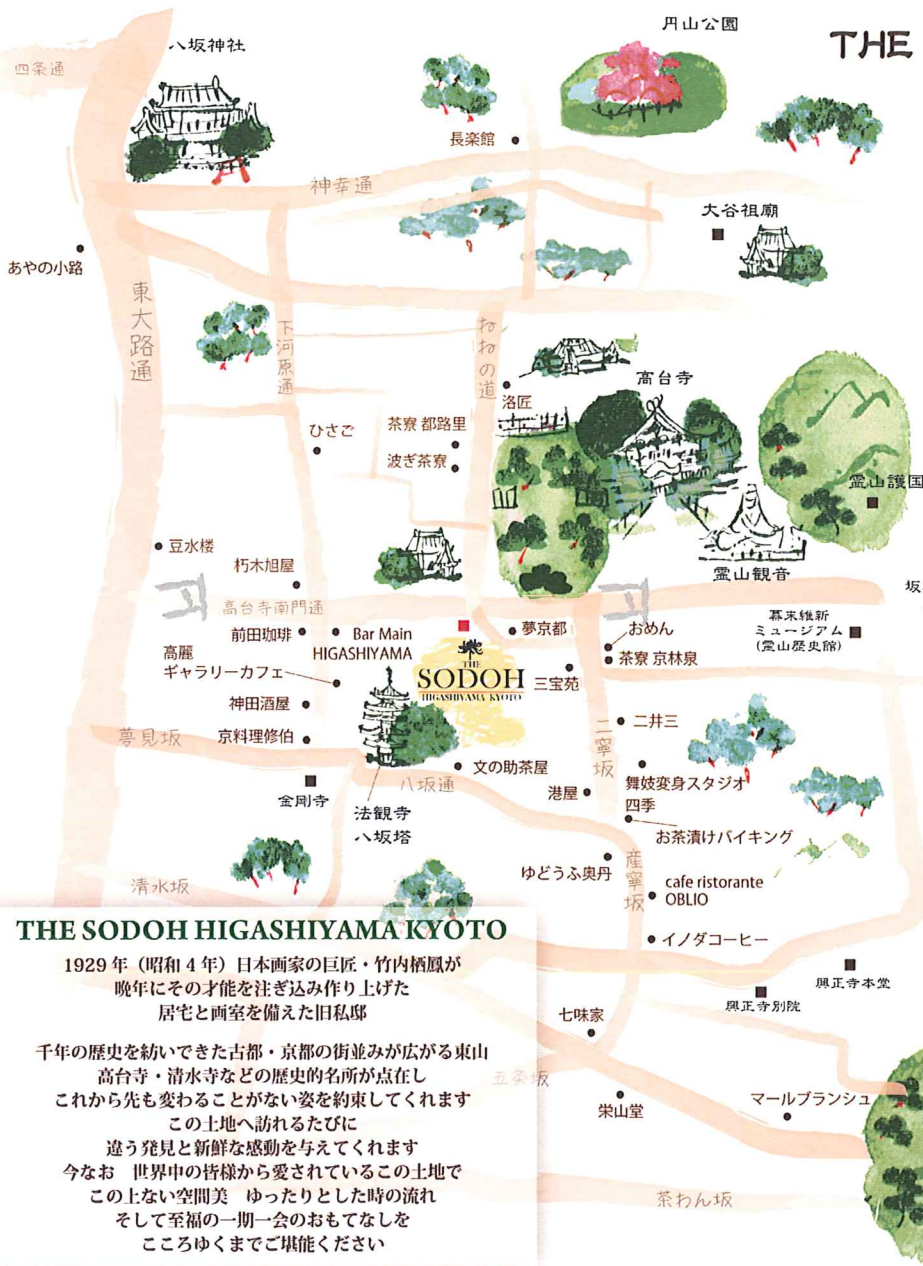 円山公園
THE
八坂神社
四条通
長楽館
神幸通
大谷祖廟
あやの小路
東大路通
下河原通
ねねの道
高台寺
洛匠
茶寮 都路里
ひさご
波ぎ茶寮
霊山護国
豆水楼
霊山観音
朽木旭屋
坂
高台寺南門通
幕末維新
ミュージアム
(霊山歴史館)
前田珈琲
Bar Main
HIGASHIYAMA
夢京都
おめん
茶寮 京林泉
高麗
ギャラリーカフェ
THE
SODOH
HIGASHIYAMA KYOTO
三宝苑
神田酒屋
二寧坂
二井三
夢見坂
京料理修伯
文の助茶屋
八坂通
金剛寺
法観寺
八坂塔
港屋
舞妓変身スタジオ
四季
お茶漬けバイキング
ゆどうふ奥丹
産寧坂
清水坂
cafe ristorante
OBLIO
イノダコーヒー
興正寺本堂
興正寺別院
七味家
五条坂
栄山堂
マールブランシュ
茶わん坂
THE SODOH HIGASHIYAMA KYOTO
1929 年（昭和 4 年）日本画家の巨匠・竹内栖鳳が
晩年にその才能を注ぎ込み作り上げた
居宅と画室を備えた旧私邸
千年の歴史を紡いできた古都・京都の街並みが広がる東山
高台寺・清水寺などの歴史的名所が点在し
これから先も変わることがない姿を約束してくれます
この土地へ訪れるたびに
違う発見と新鮮な感動を与えてくれます
今なお　世界中の皆様から愛されているこの土地で
この上ない空間美　ゆったりとした時の流れ
そして至福の一期一会のおもてなしを
こころゆくまでご堪能ください